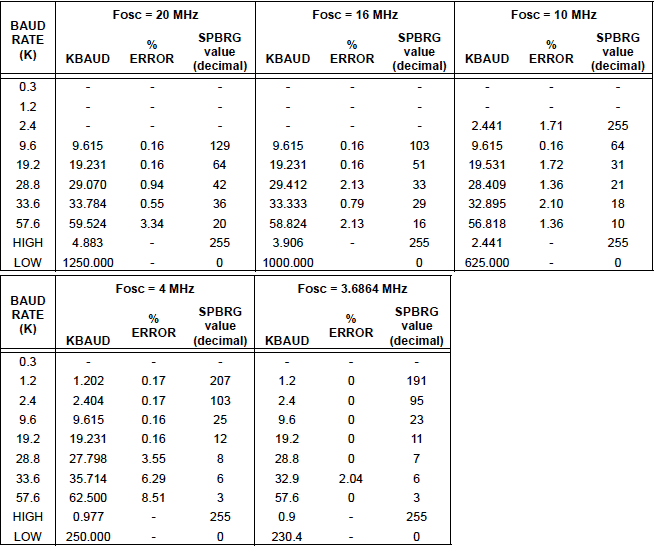 BAUD RATE (K) FOSC = 20 MHz FOSC = 16 MHz FOSC = 10 MHz
KBAUD % ERROR SPBRG value (decimal) KBAUD % ERROR SPBRG value (decimal) KBAUD % ERROR SPBRG value (decimal)
0.3 - - - - - - - - -
1.2 - - - - - - - - -
2.4 - - - - - - 2.441 1.71 255
9.6 9.615 0.16 129 9.615 0.16 103 9.615 0.16 64
19.2 19.231 0.16 64 19.231 0.16 51 19.531 1.72 31
28.8 29.070 0.94 42 29.412 2.13 33 28.409 1.36 21
33.6 33.784 0.55 36 33.333 0.79 29 32.895 2.10 18
57.6 59.524 3.34 20 58.824 2.13 16 56.818 1.36 10
HIGH 4.883 - 255 3.906 - 255 2.441 - 255
LOW 1250.000 - 0 1000.000 0 625.000 - 0
BAUD RATE (K) FOSC = 4 MHz FOSC = 3.6864 MHz
KBAUD % ERROR SPBRG value (decimal) KBAUD % ERROR SPBRG value (decimal)
0.3 - - - - - -
1.2 1.202 0.17 207 1.2 0 191
2.4 2.404 0.17 103 2.4 0 95
9.6 9.615 0.16 25 9.6 0 23
19.2 19.231 0.16 12 19.2 0 11
28.8 27.798 3.55 8 28.8 0 7
33.6 35.714 6.29 6 32.9 2.04 6
57.6 62.500 8.51 3 57.6 0 3
HIGH 0.977 - 255 0.9 - 255
LOW 250.000 - 0 230.4 - 0